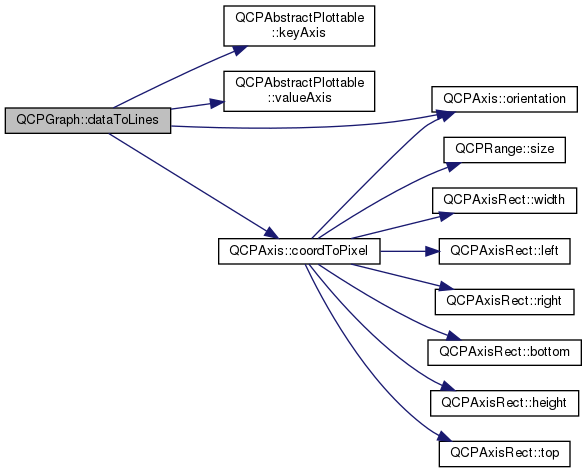 QCPAbstractPlottable
::keyAxis
QCPAbstractPlottable
::valueAxis
QCPGraph::dataToLines
QCPAxis::orientation
QCPRange::size
QCPAxisRect::width
QCPAxis::coordToPixel
QCPAxisRect::left
QCPAxisRect::right
QCPAxisRect::bottom
QCPAxisRect::height
QCPAxisRect::top